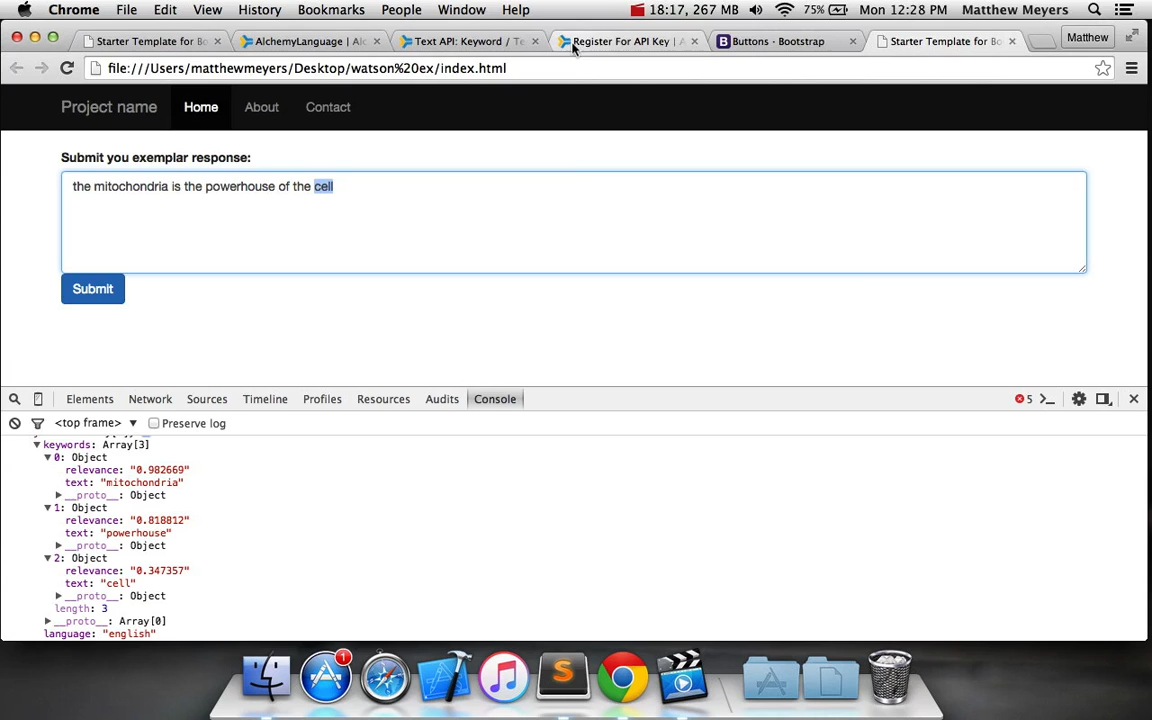 Chrome File Edit View History Bookmarks People Window Help 18:17, 267 MB 75% Mon 12:28 PM Matthew Meyers
Starter Template for Bo AlchemyLanguage | Alc Text API: Keyword / Te Register For API Key | A Buttons - Bootstrap Starter Template for Bo Matthew
file:///Users/matthewmeyers/Desktop/watson%20ex/index.html
Project name Home About Contact
Submit you exemplar response:
the mitochondria is the powerhouse of the cell
Submit
Elements Network Resources Timeline Profiles Resources Audits Console 5
<top frame> Preserve log
keywords: Array[3]
0: Object
relevance: "0.982669"
text: "mitochondria"
__proto__: Object
1: Object
relevance: "0.818812"
text: "powerhouse"
__proto__: Object
2: Object
relevance: "0.347357"
text: "cell"
__proto__: Object
length: 3
__proto__: Array[0]
language: "english"
1
S